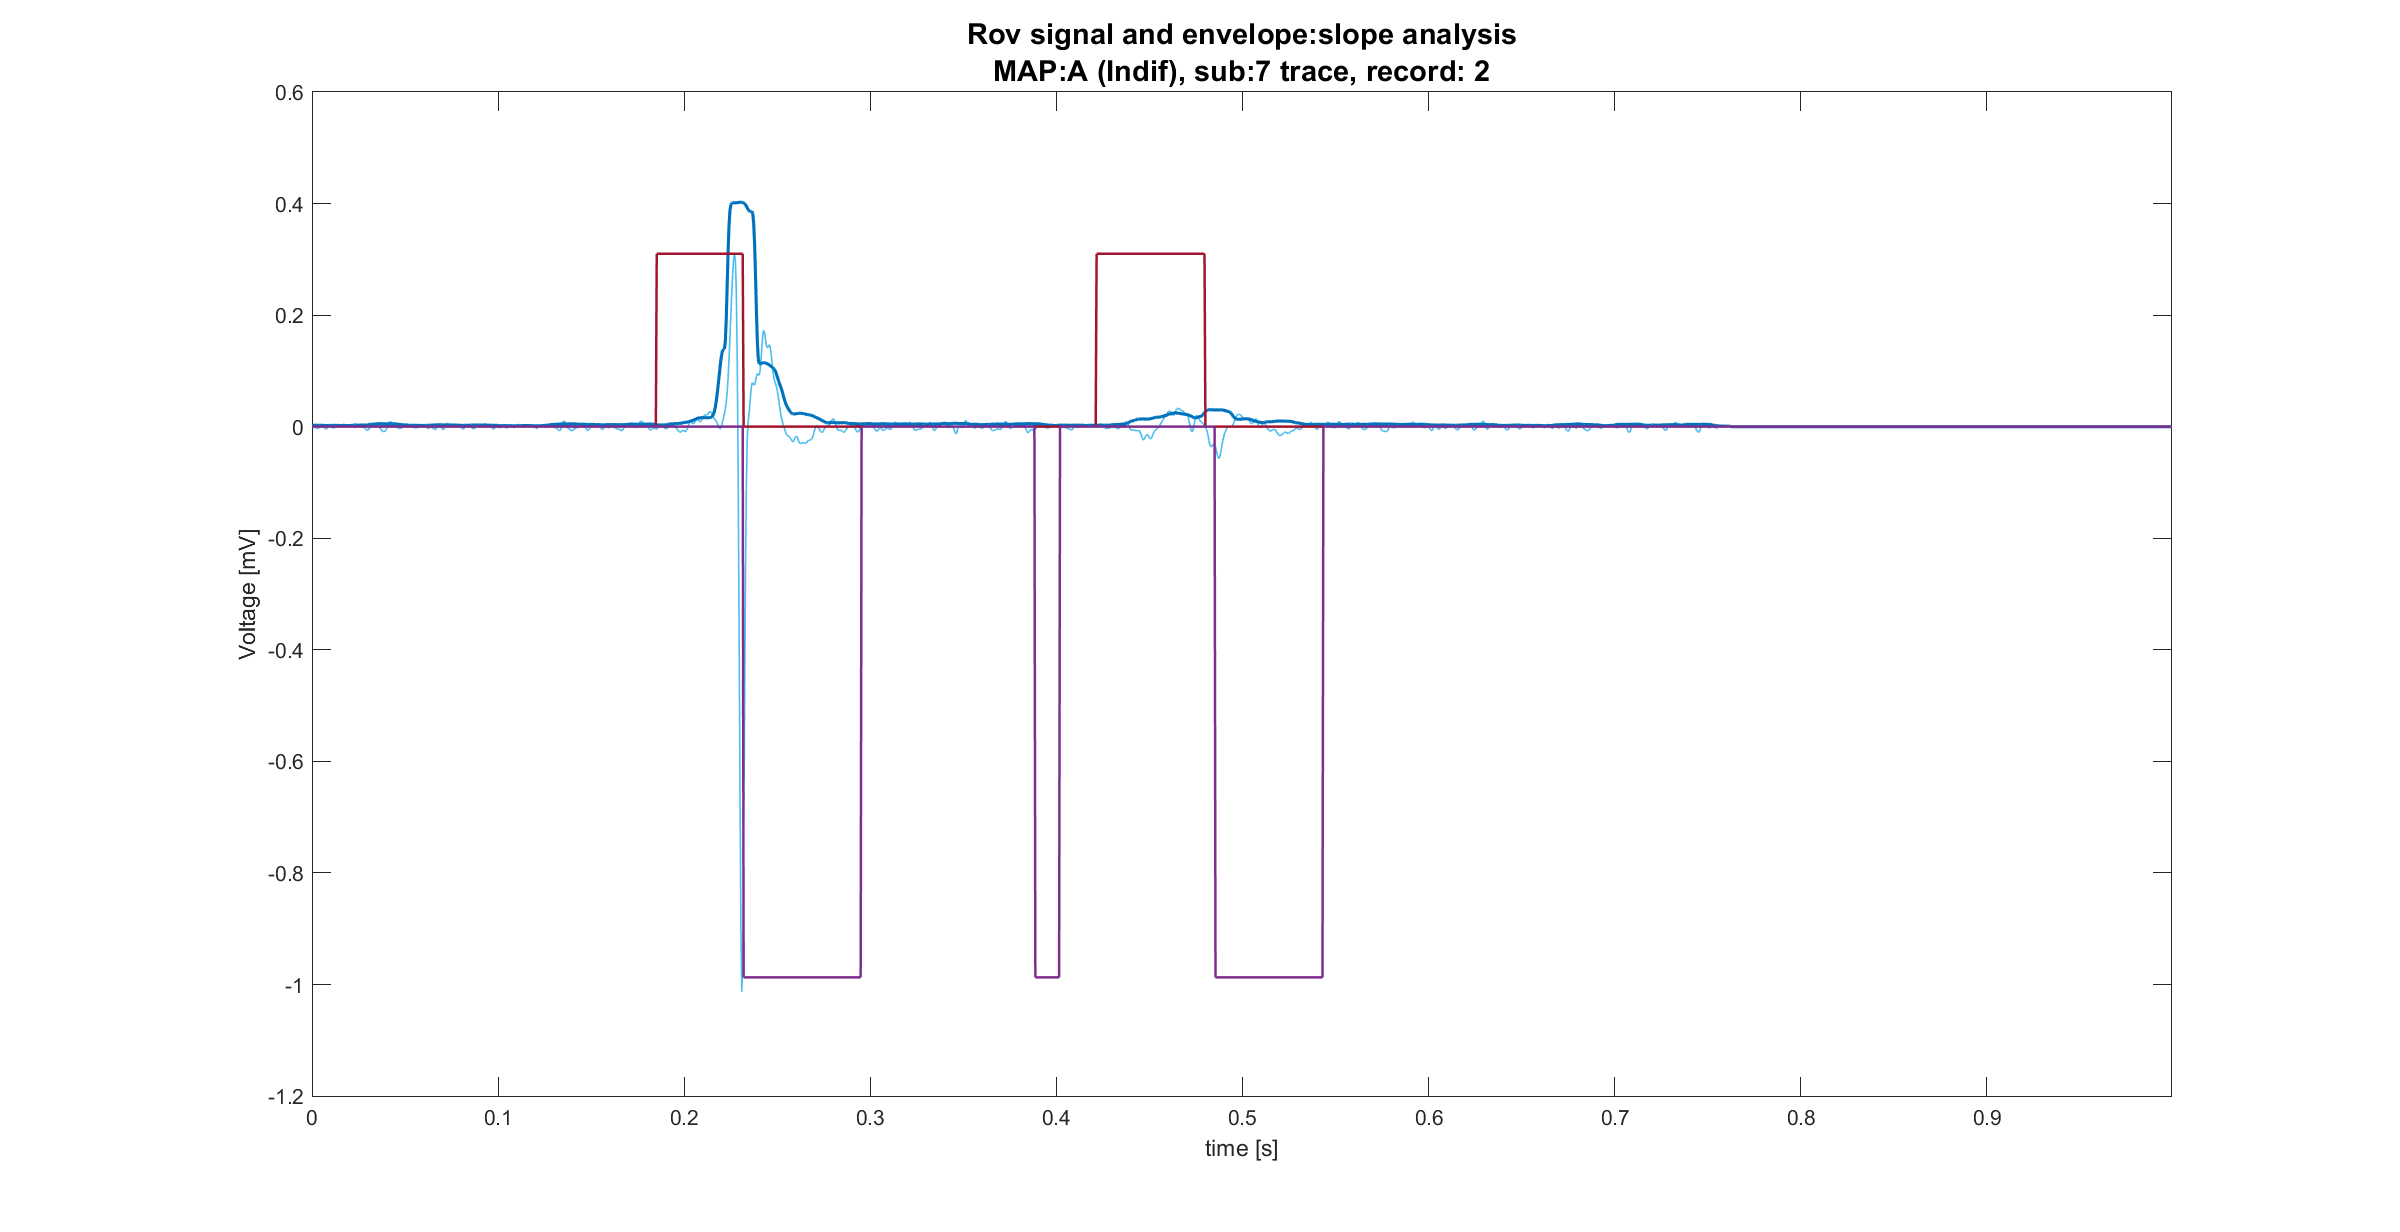 Rov signal and envelope:slope analysis
MAP:A (Indif), sub:7 trace, record: 2
0.6
0.4
0.2
0
-0.2
-0.4
-0.6
-0.8
-1
-1.2
Voltage [mV]
0 0.1 0.2 0.3 0.4 0.5 0.6 0.7 0.8 0.9
time [s]